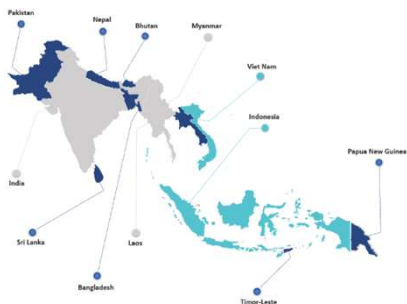 Pakistan
Nepal
Bhutan
Myanmar
Viet Nam
Indonesia
Papua New Guinea
India
Sri Lanka
Laos
Bangladesh
Timor-Leste